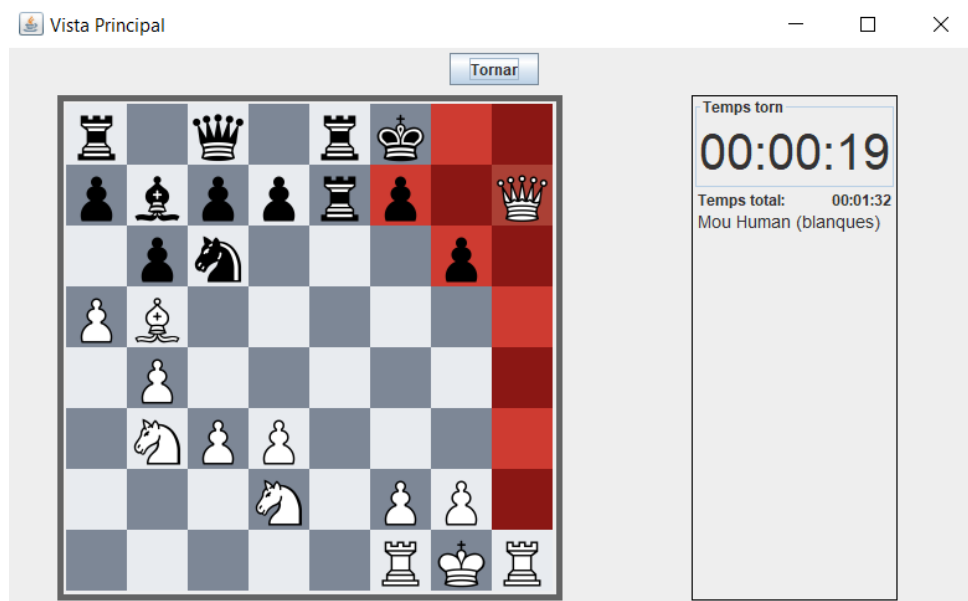 Vista Principal
Tornar
Temps torn
00:00:19
Temps total: 00:01:32
Mou Human (blanques)